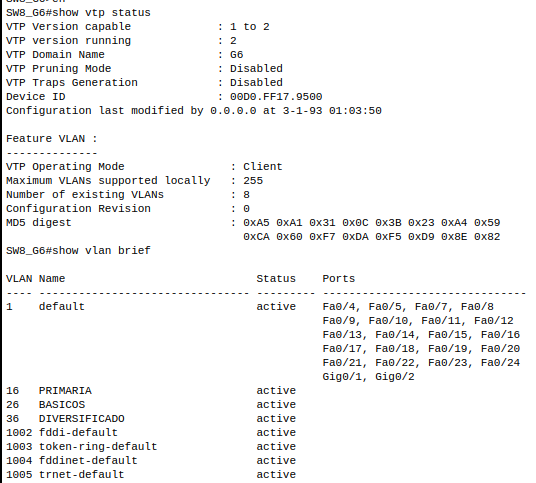 SW8_G6#show vtp status
VTP Version capable : 1 to 2
VTP version running : 2
VTP Domain Name : G6
VTP Pruning Mode : Disabled
VTP Traps Generation : Disabled
Device ID : 00D0.FF17.9500
Configuration last modified by 0.0.0.0 at 3-1-93 01:03:50
Feature VLAN :
--------------
VTP Operating Mode : Client
Maximum VLANs supported locally : 255
Number of existing VLANs : 8
Configuration Revision : 0
MD5 digest : 0xA5 0xA1 0x31 0x0C 0x3B 0x23 0xA4 0x59
0xCA 0x60 0xF7 0xDA 0xF5 0xD9 0x8E 0x82
SW8_G6#show vlan brief
VLAN Name Status Ports
---- -------------------------------- --------- -------------------------------
1 default active Fa0/4, Fa0/5, Fa0/7, Fa0/8
Fa0/9, Fa0/10, Fa0/11, Fa0/12
Fa0/13, Fa0/14, Fa0/15, Fa0/16
Fa0/17, Fa0/18, Fa0/19, Fa0/20
Fa0/21, Fa0/22, Fa0/23, Fa0/24
Gig0/1, Gig0/2
16 PRIMARIA active
26 BASICOS active
36 DIVERSIFICADO active
1002 fddi-default active
1003 token-ring-default active
1004 fddinet-default active
1005 trnet-default active